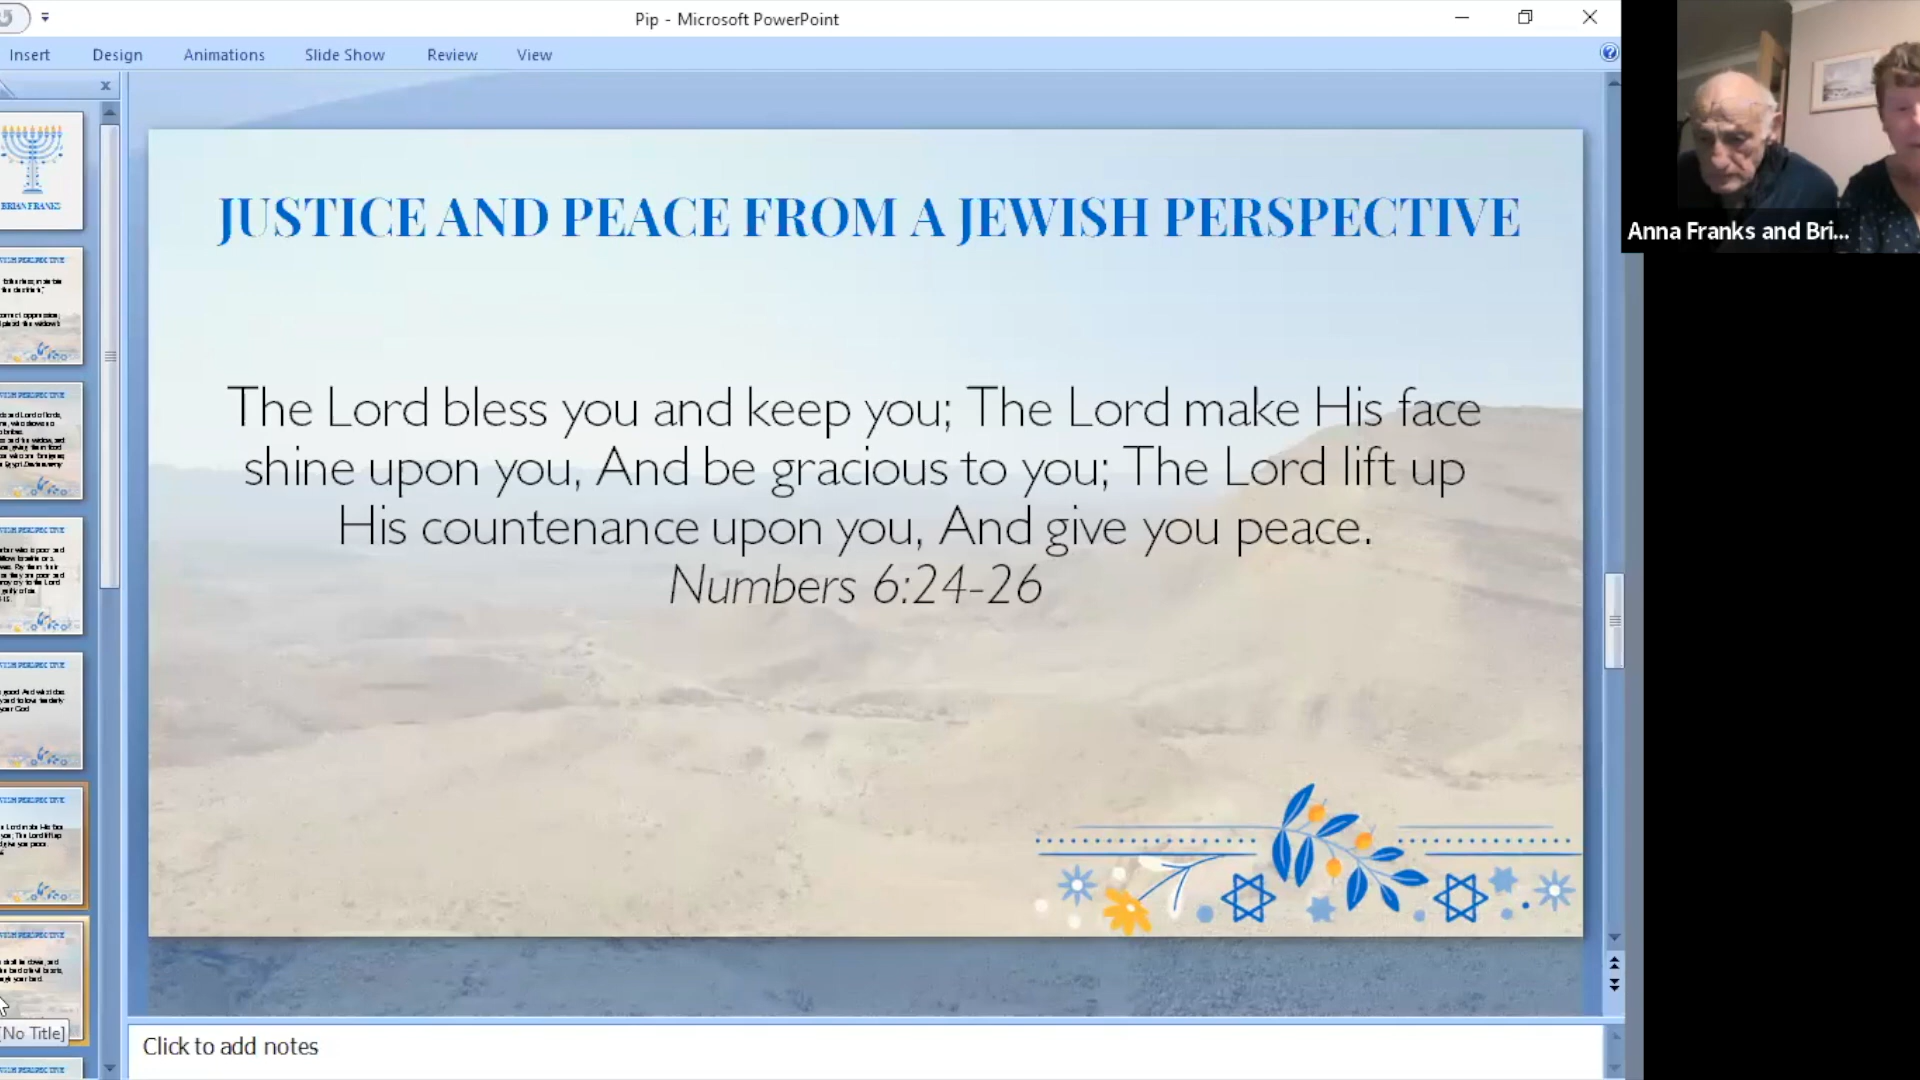 Pip - Microsoft PowerPoint
Insert Design Animations Slide Show Review View
BRIAN FRANKS
JUSTICE AND PEACE FROM A JEWISH PERSPECTIVE
The Lord bless you and keep you; The Lord make His face
shine upon you, And be gracious to you; The Lord lift up
His countenance upon you, And give you peace.
Numbers 6:24-26
Anna Franks and Bri...
[No Title]
Click to add notes